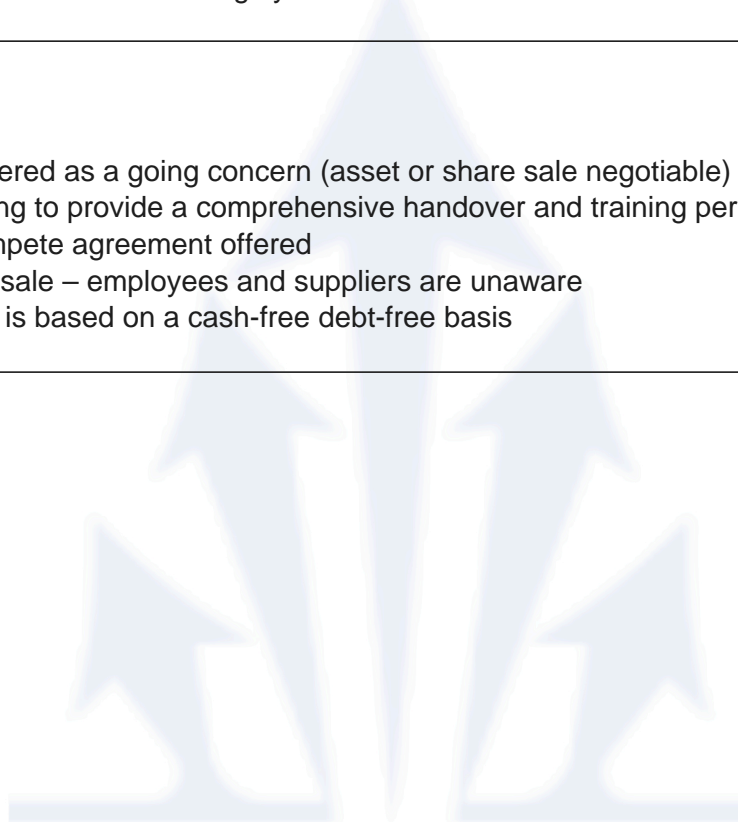 ered as a going concern (asset or share sale negotiable)
ng to provide a comprehensive handover and training per
mpete agreement offered
sale – employees and suppliers are unaware
is based on a cash-free debt-free basis